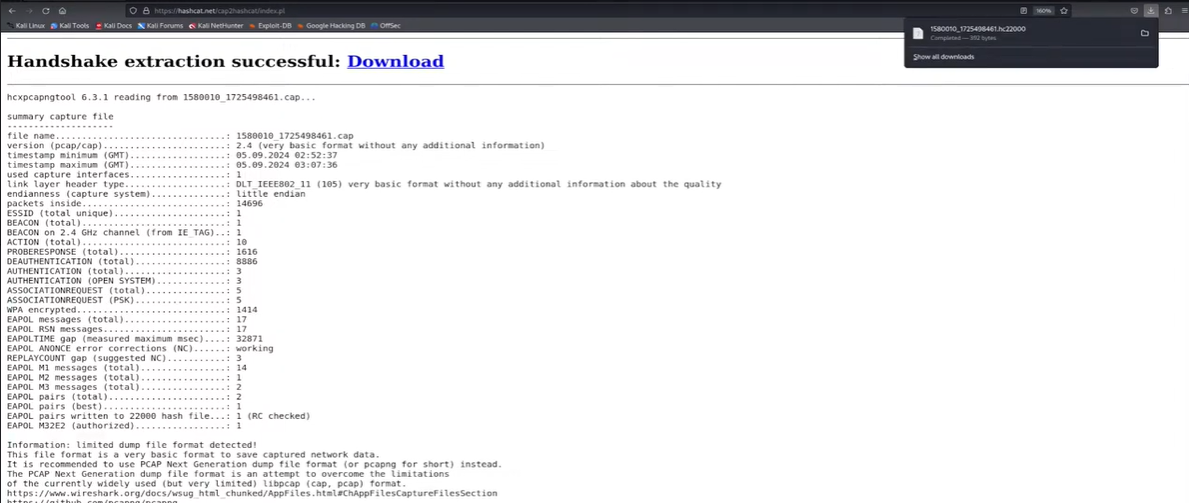 https://hashcat.net/cap2hashcat/index.pl
160%
Kali Linux Kali Tools Kali Docs Kali Forums Kali NetHunter Exploit-DB Google Hacking DB OffSec
1580010_1725498461.hc22000
Completed — 392 bytes
Show all downloads
Handshake extraction successful: Download
hcxpcapngtool 6.3.1 reading from 1580010_1725498461.cap...
summary capture file
--------------------
file name................................: 1580010_1725498461.cap
version (pcap/cap).......................: 2.4 (very basic format without any additional information)
timestamp minimum (GMT)..................: 05.09.2024 02:52:37
timestamp maximum (GMT)..................: 05.09.2024 03:07:36
used capture interfaces..................: 1
link layer header type...................: DLT_IEEE802_11 (105) very basic format without any additional information about the quality
endianness (capture system)..............: little endian
packets inside...........................: 14696
ESSID (total unique).....................: 1
BEACON (total)...........................: 1
BEACON on 2.4 GHz channel (from IE_TAG)..: 1
ACTION (total)...........................: 10
PROBERESPONSE (total)....................: 1616
DEAUTHENTICATION (total).................: 8886
AUTHENTICATION (total)...................: 3
AUTHENTICATION (OPEN SYSTEM).............: 3
ASSOCIATIONREQUEST (total)...............: 5
ASSOCIATIONREQUEST (PSK).................: 5
WPA encrypted............................: 1414
EAPOL messages (total)...................: 17
EAPOL RSN messages.......................: 17
EAPOLTIME gap (measured maximum msec)....: 32871
EAPOL ANONCE error corrections (NC)......: working
REPLAYCOUNT gap (suggested NC)...........: 3
EAPOL M1 messages (total)................: 14
EAPOL M2 messages (total)................: 1
EAPOL M3 messages (total)................: 2
EAPOL pairs (total)......................: 2
EAPOL pairs (best).......................: 1
EAPOL pairs written to 22000 hash file...: 1 (RC checked)
EAPOL M32E2 (authorized).................: 1
Information: limited dump file format detected!
This file format is a very basic format to save captured network data.
It is recommended to use PCAP Next Generation dump file format (or pcapng for short) instead.
The PCAP Next Generation dump file format is an attempt to overcome the limitations
of the currently widely used (but very limited) libpcap (cap, pcap) format.
https://www.wireshark.org/docs/wsug_html_chunked/AppFiles.html#ChAppFilesCaptureFilesSection
https://github.com/pcapng/pcapng